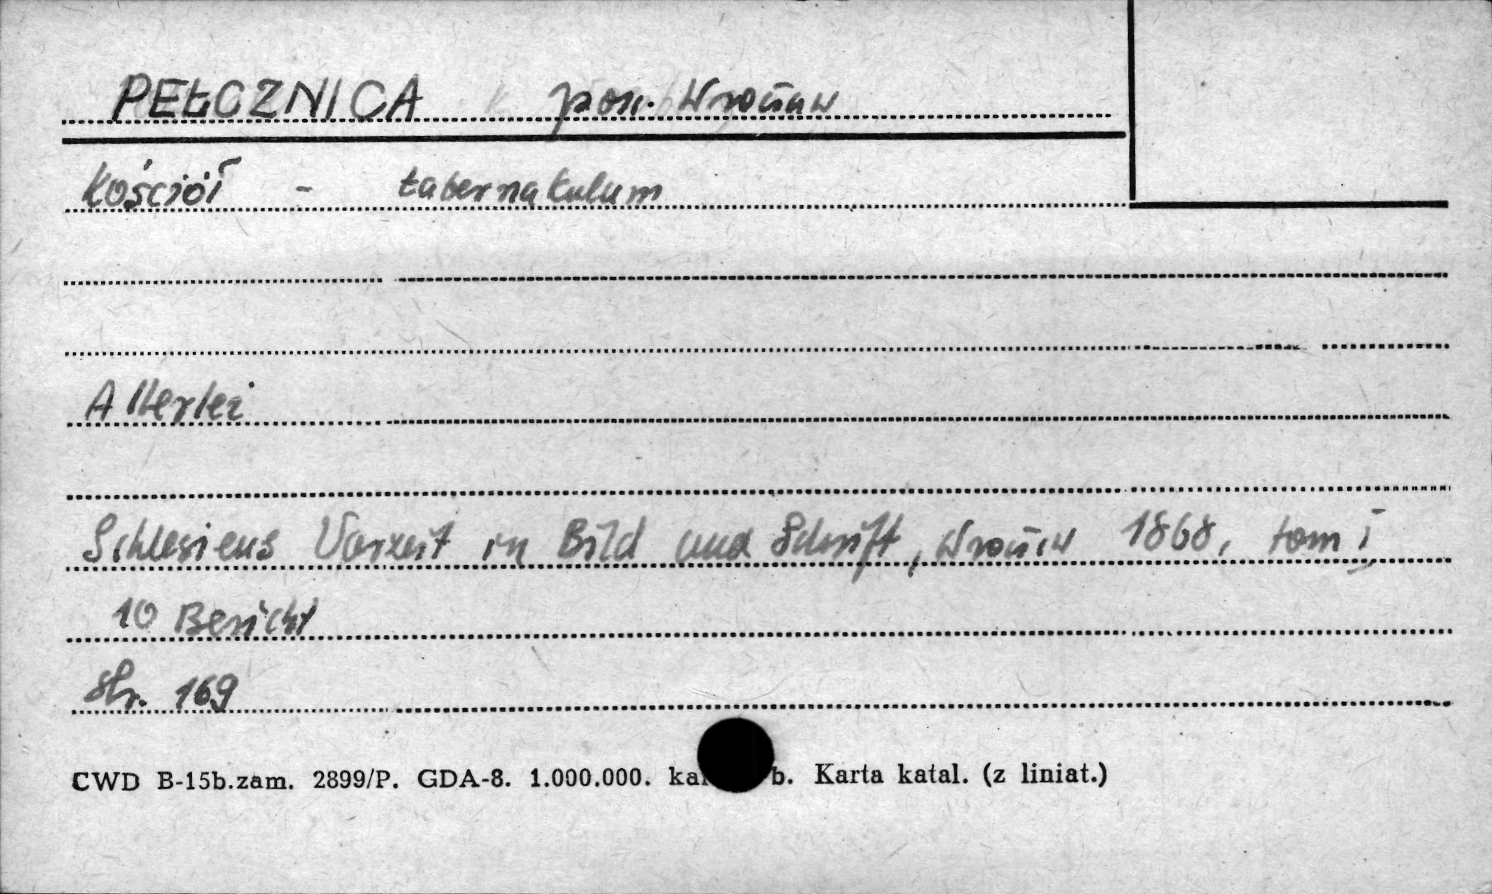 PEŁCZNICA pow. Wrocław
Kościół - tabernakulum
Allerlei
Schlesiens Vorzeit in Bild und Schrift, Wrocław 1868, tom I
10 Bericht
str. 169
CWD B-15b.zam. 2899/P. GDA-8. 1.000.000. b. Karta katal. (z liniat.)